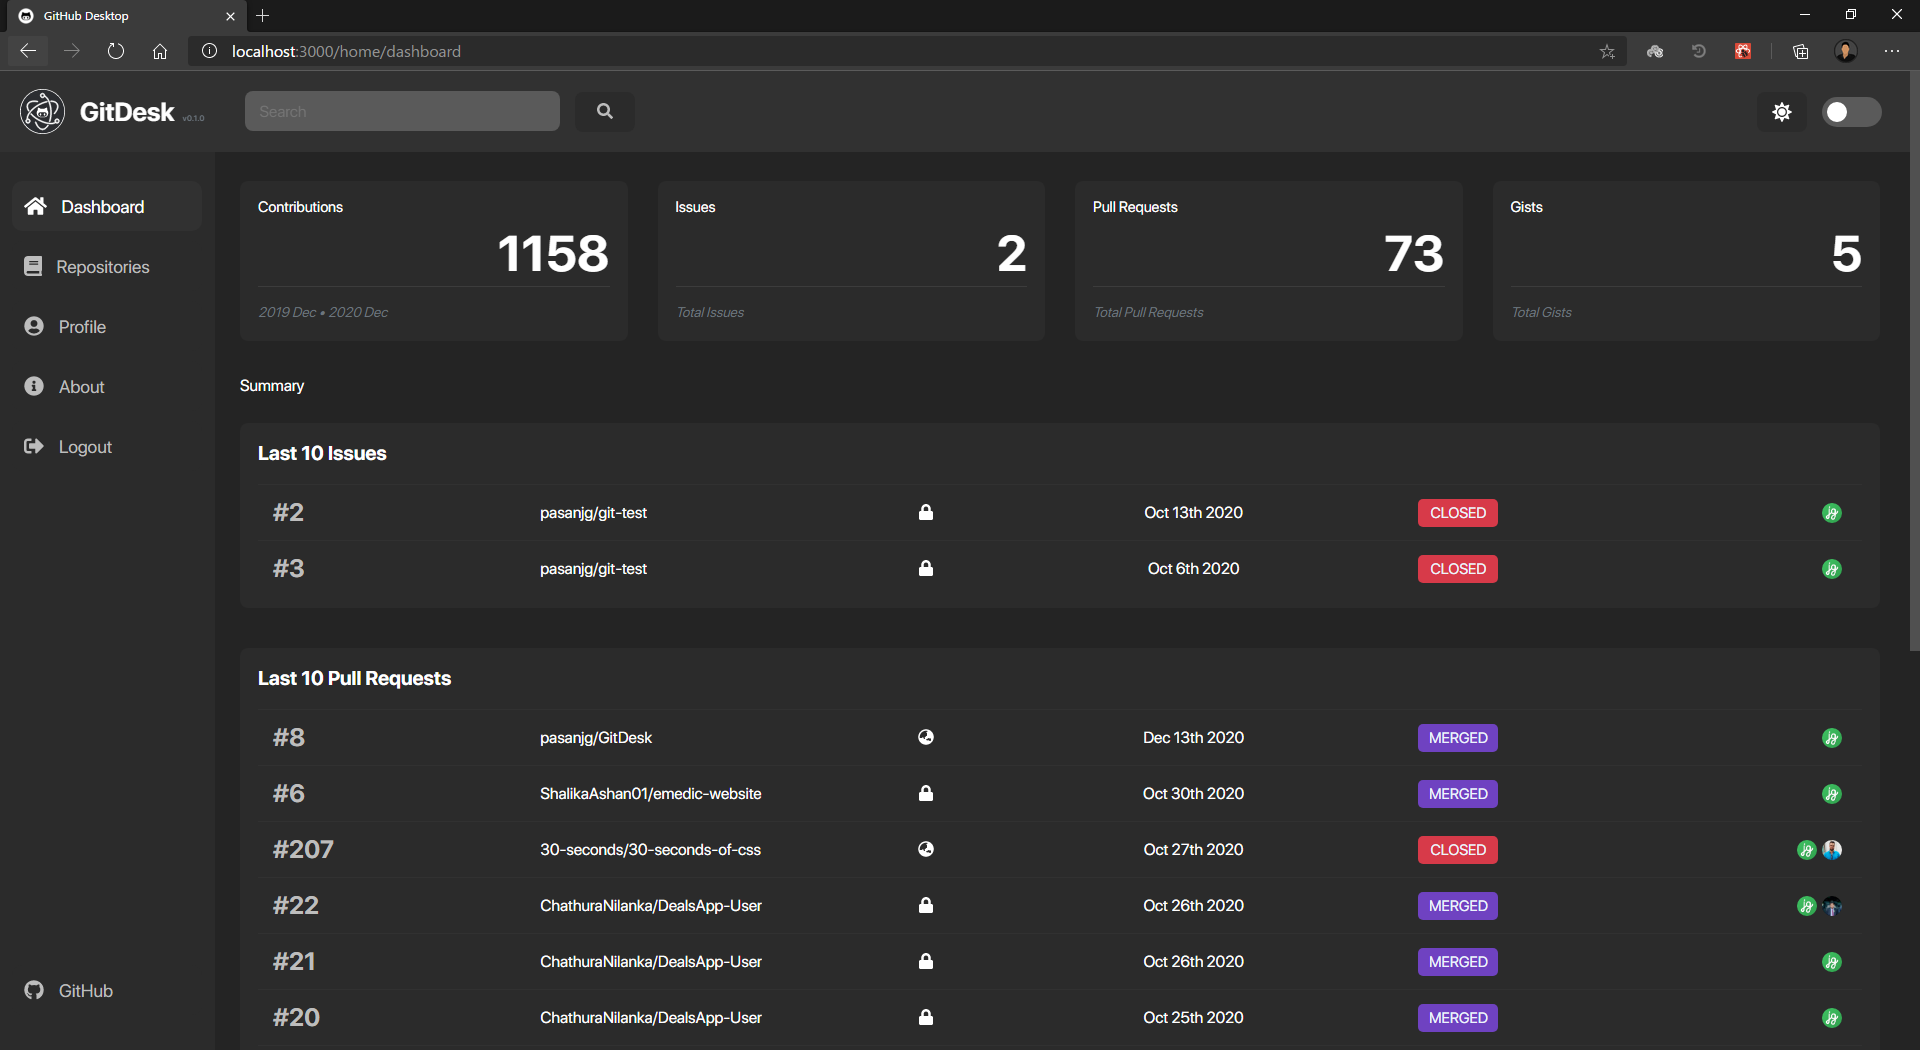 GitHub Desktop
localhost:3000/home/dashboard
GitDesk v0.1.0
Search
Dashboard
Repositories
Profile
About
Logout
GitHub
Contributions
1158
2019 Dec • 2020 Dec
Issues
2
Total Issues
Pull Requests
73
Total Pull Requests
Gists
5
Total Gists
Summary
Last 10 Issues
#2 pasanjg/git-test Oct 13th 2020 CLOSED
#3 pasanjg/git-test Oct 6th 2020 CLOSED
Last 10 Pull Requests
#8 pasanjg/GitDesk Dec 13th 2020 MERGED
#6 ShalikaAshan01/emedic-website Oct 30th 2020 MERGED
#207 30-seconds/30-seconds-of-css Oct 27th 2020 CLOSED
#22 ChathuraNilanka/DealsApp-User Oct 26th 2020 MERGED
#21 ChathuraNilanka/DealsApp-User Oct 26th 2020 MERGED
#20 ChathuraNilanka/DealsApp-User Oct 25th 2020 MERGED